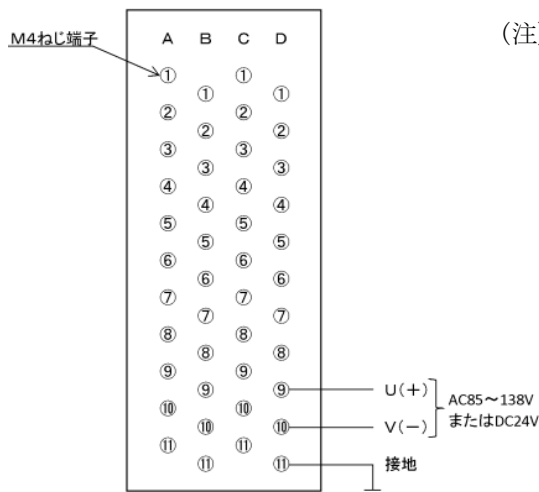 (注)
M4ねじ端子
A B C D
① ①
① ①
② ②
② ②
③ ③
③ ③
④ ④
④ ④
⑤ ⑤
⑤ ⑤
⑥ ⑥
⑥ ⑥
⑦ ⑦
⑦ ⑦
⑧ ⑧
⑧ ⑧
⑨ ⑨
⑨ ⑨ U(+)
⑩ ⑩
⑩ ⑩ V(−)
AC85～138V
またはDC24V
⑪ ⑪
⑪ ⑪ 接地